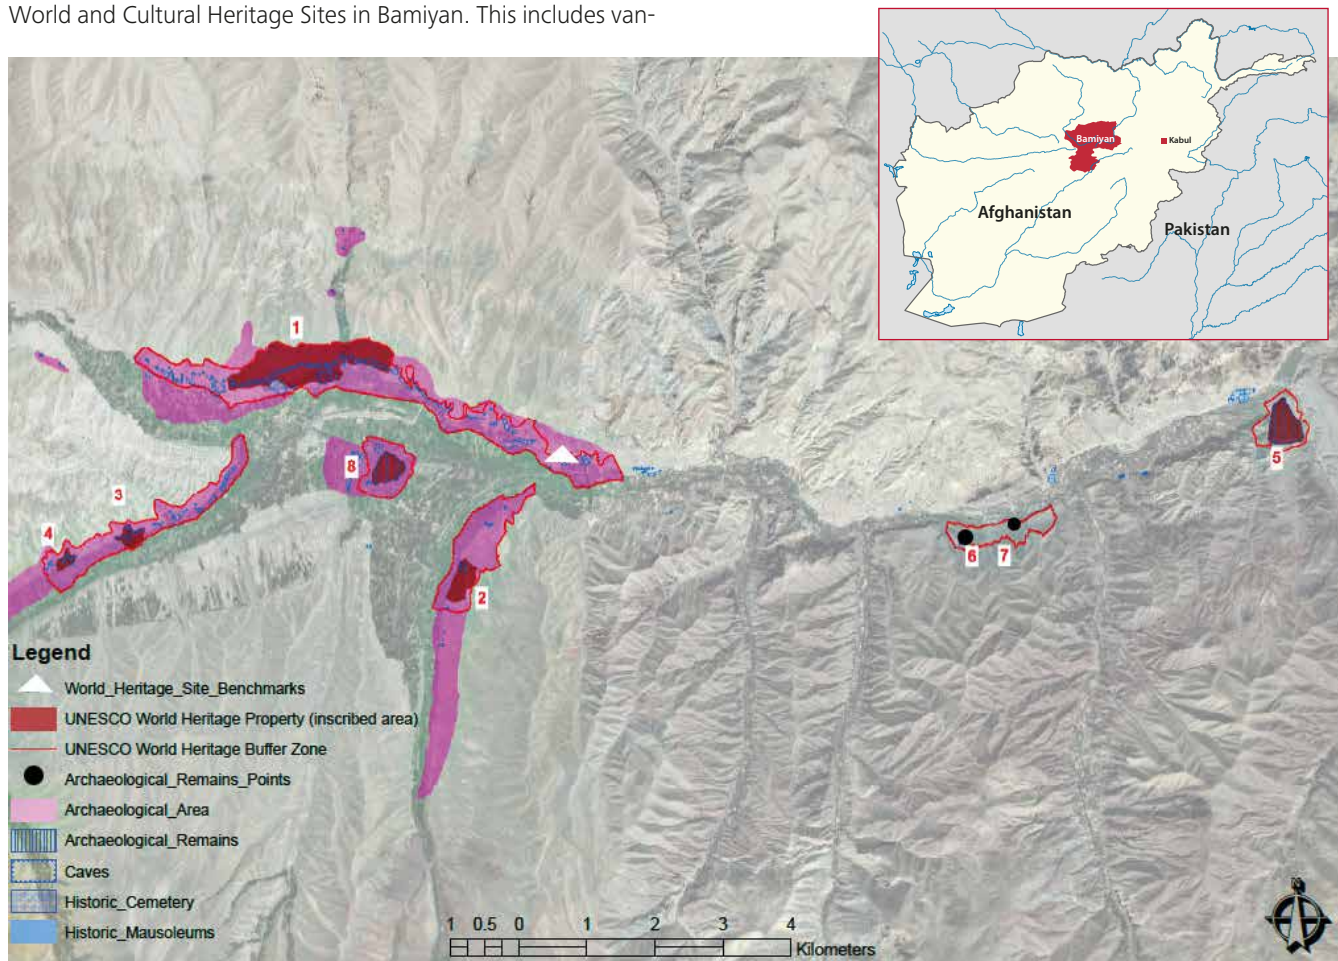 World and Cultural Heritage Sites in Bamiyan. This includes van-
Bamiyan
Kabul
Afghanistan
Pakistan
1
8
3
4
2
5
6
7
Legend
World_Heritage_Site_Benchmarks
UNESCO World Heritage Property (inscribed area)
UNESCO World Heritage Buffer Zone
Archaeological_Remains_Points
Archaeological_Area
Archaeological_Remains
Caves
Historic_Cemetery
Historic_Mausoleums
1 0.5 0 1 2 3 4
Kilometers